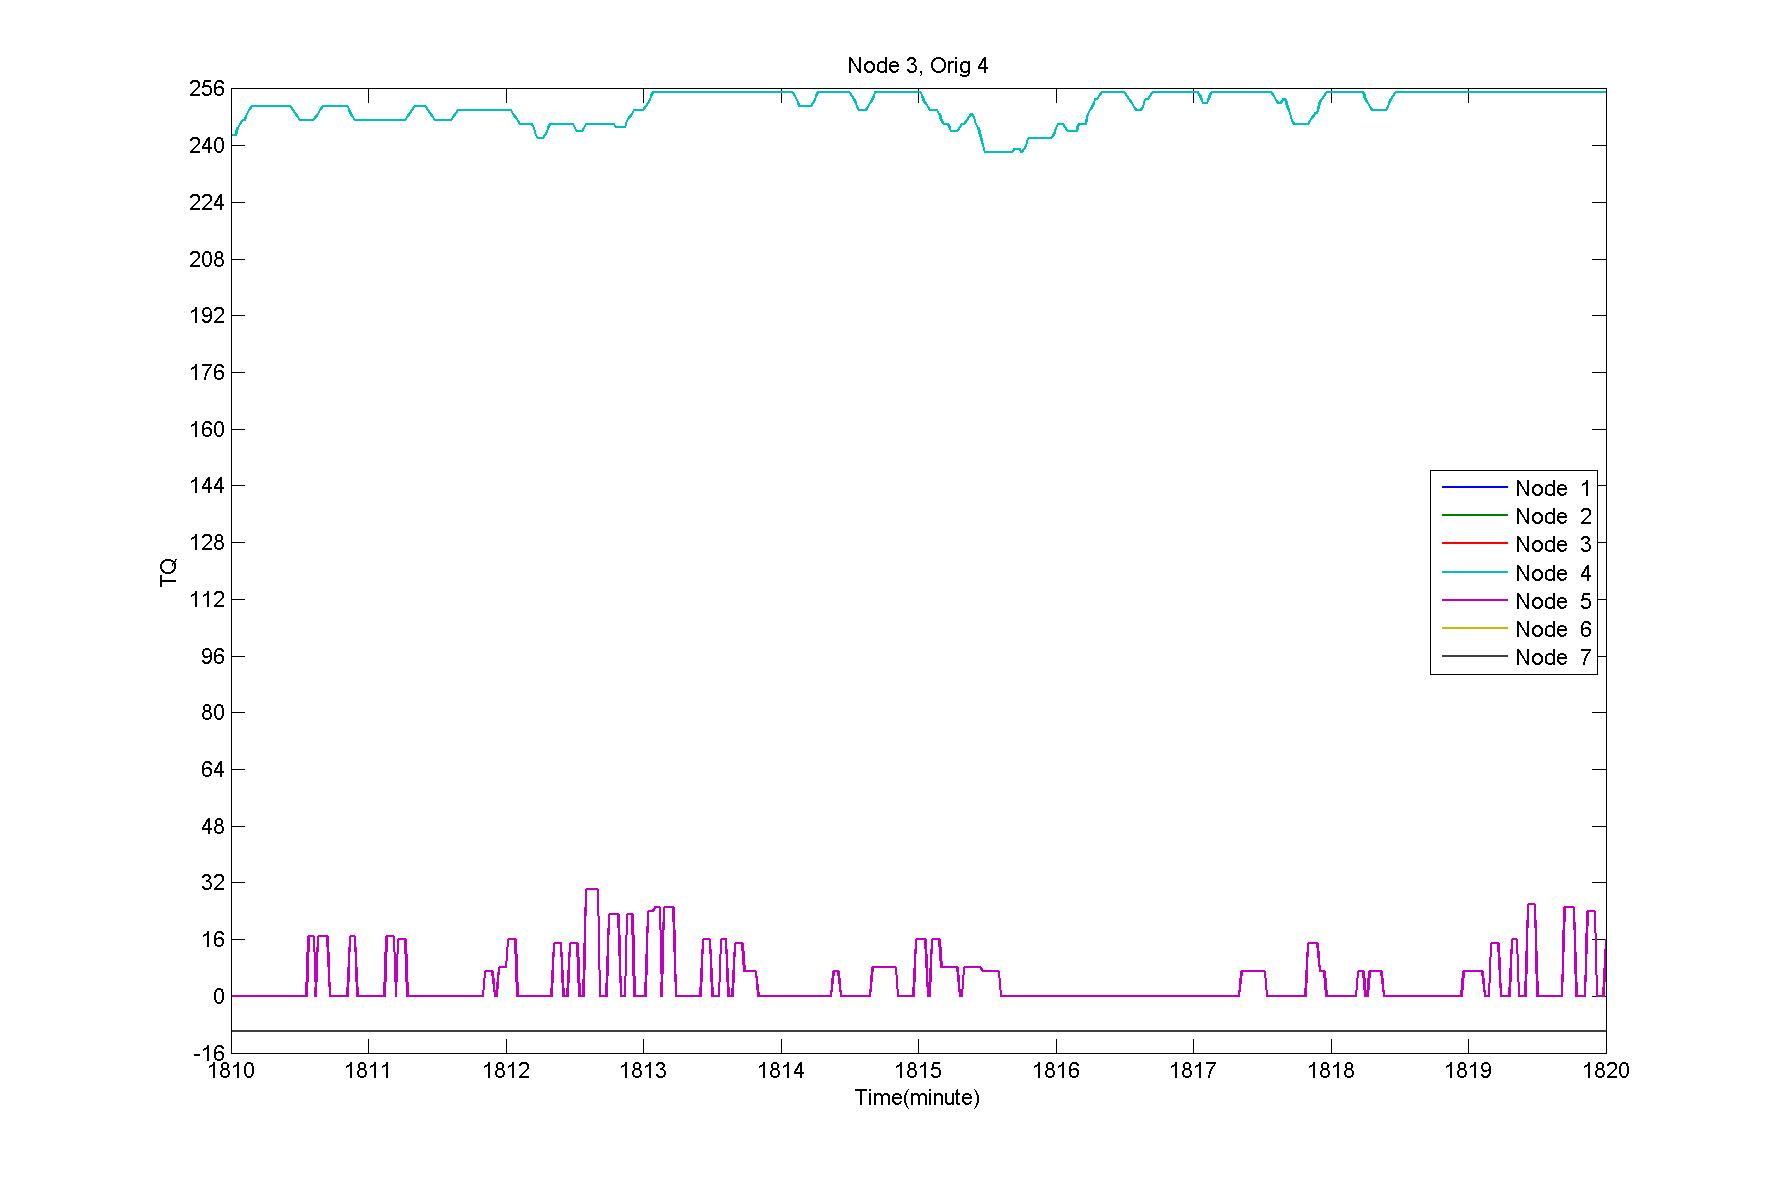 Node 3, Orig 4
256
240
224
208
192
176
160
144
128
112
96
80
64
48
32
16
0
-16
TQ
Node 1
Node 2
Node 3
Node 4
Node 5
Node 6
Node 7
1810 1811 1812 1813 1814 1815 1816 1817 1818 1819 1820
Time(minute)